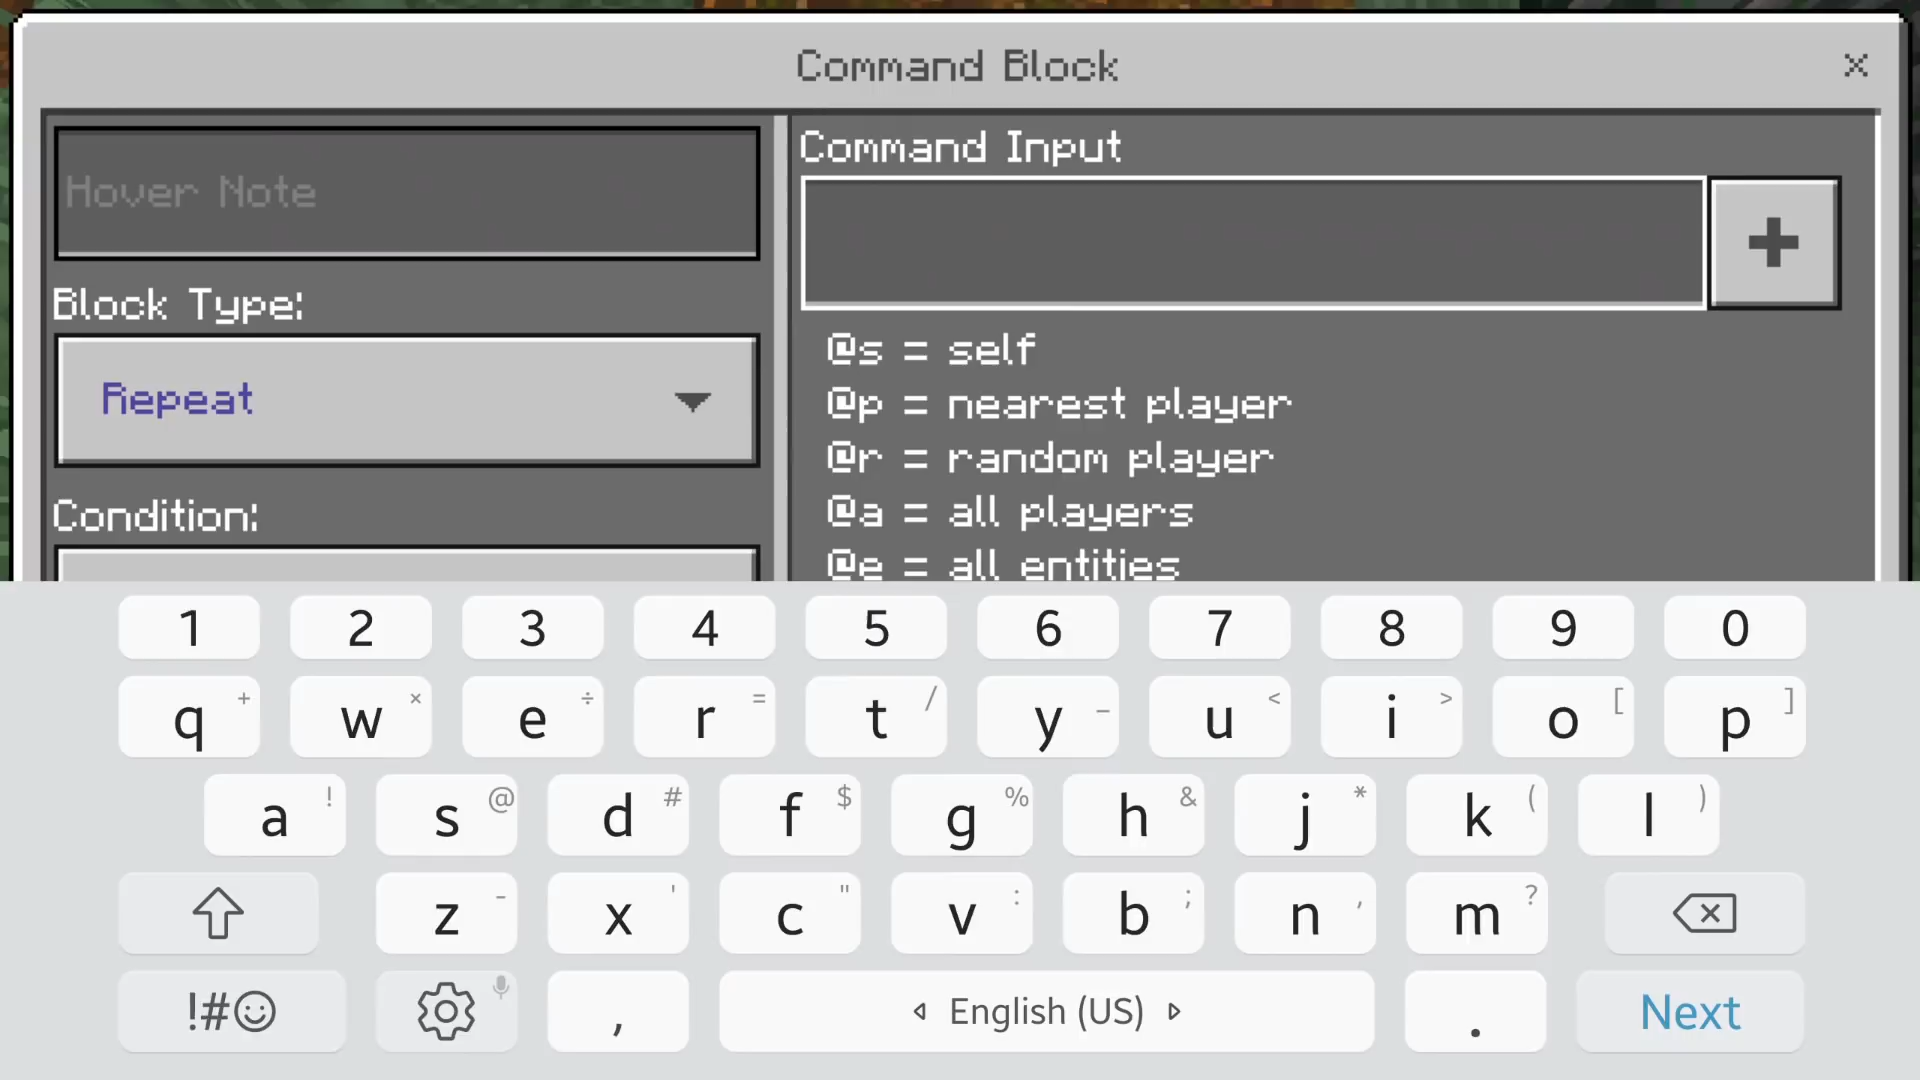 Command Block
Hover Note
Block Type:
Repeat
Condition:
Command Input
@s = self
@p = nearest player
@r = random player
@a = all players
@e = all entities
1 2 3 4 5 6 7 8 9 0
q + w × e ÷ r = t / y _ u < i > o [ p ]
a ! s @ d # f $ g % h & j * k ( l )
z - x ' c " v : b ; n , m ?
!#☺ , English (US) . Next